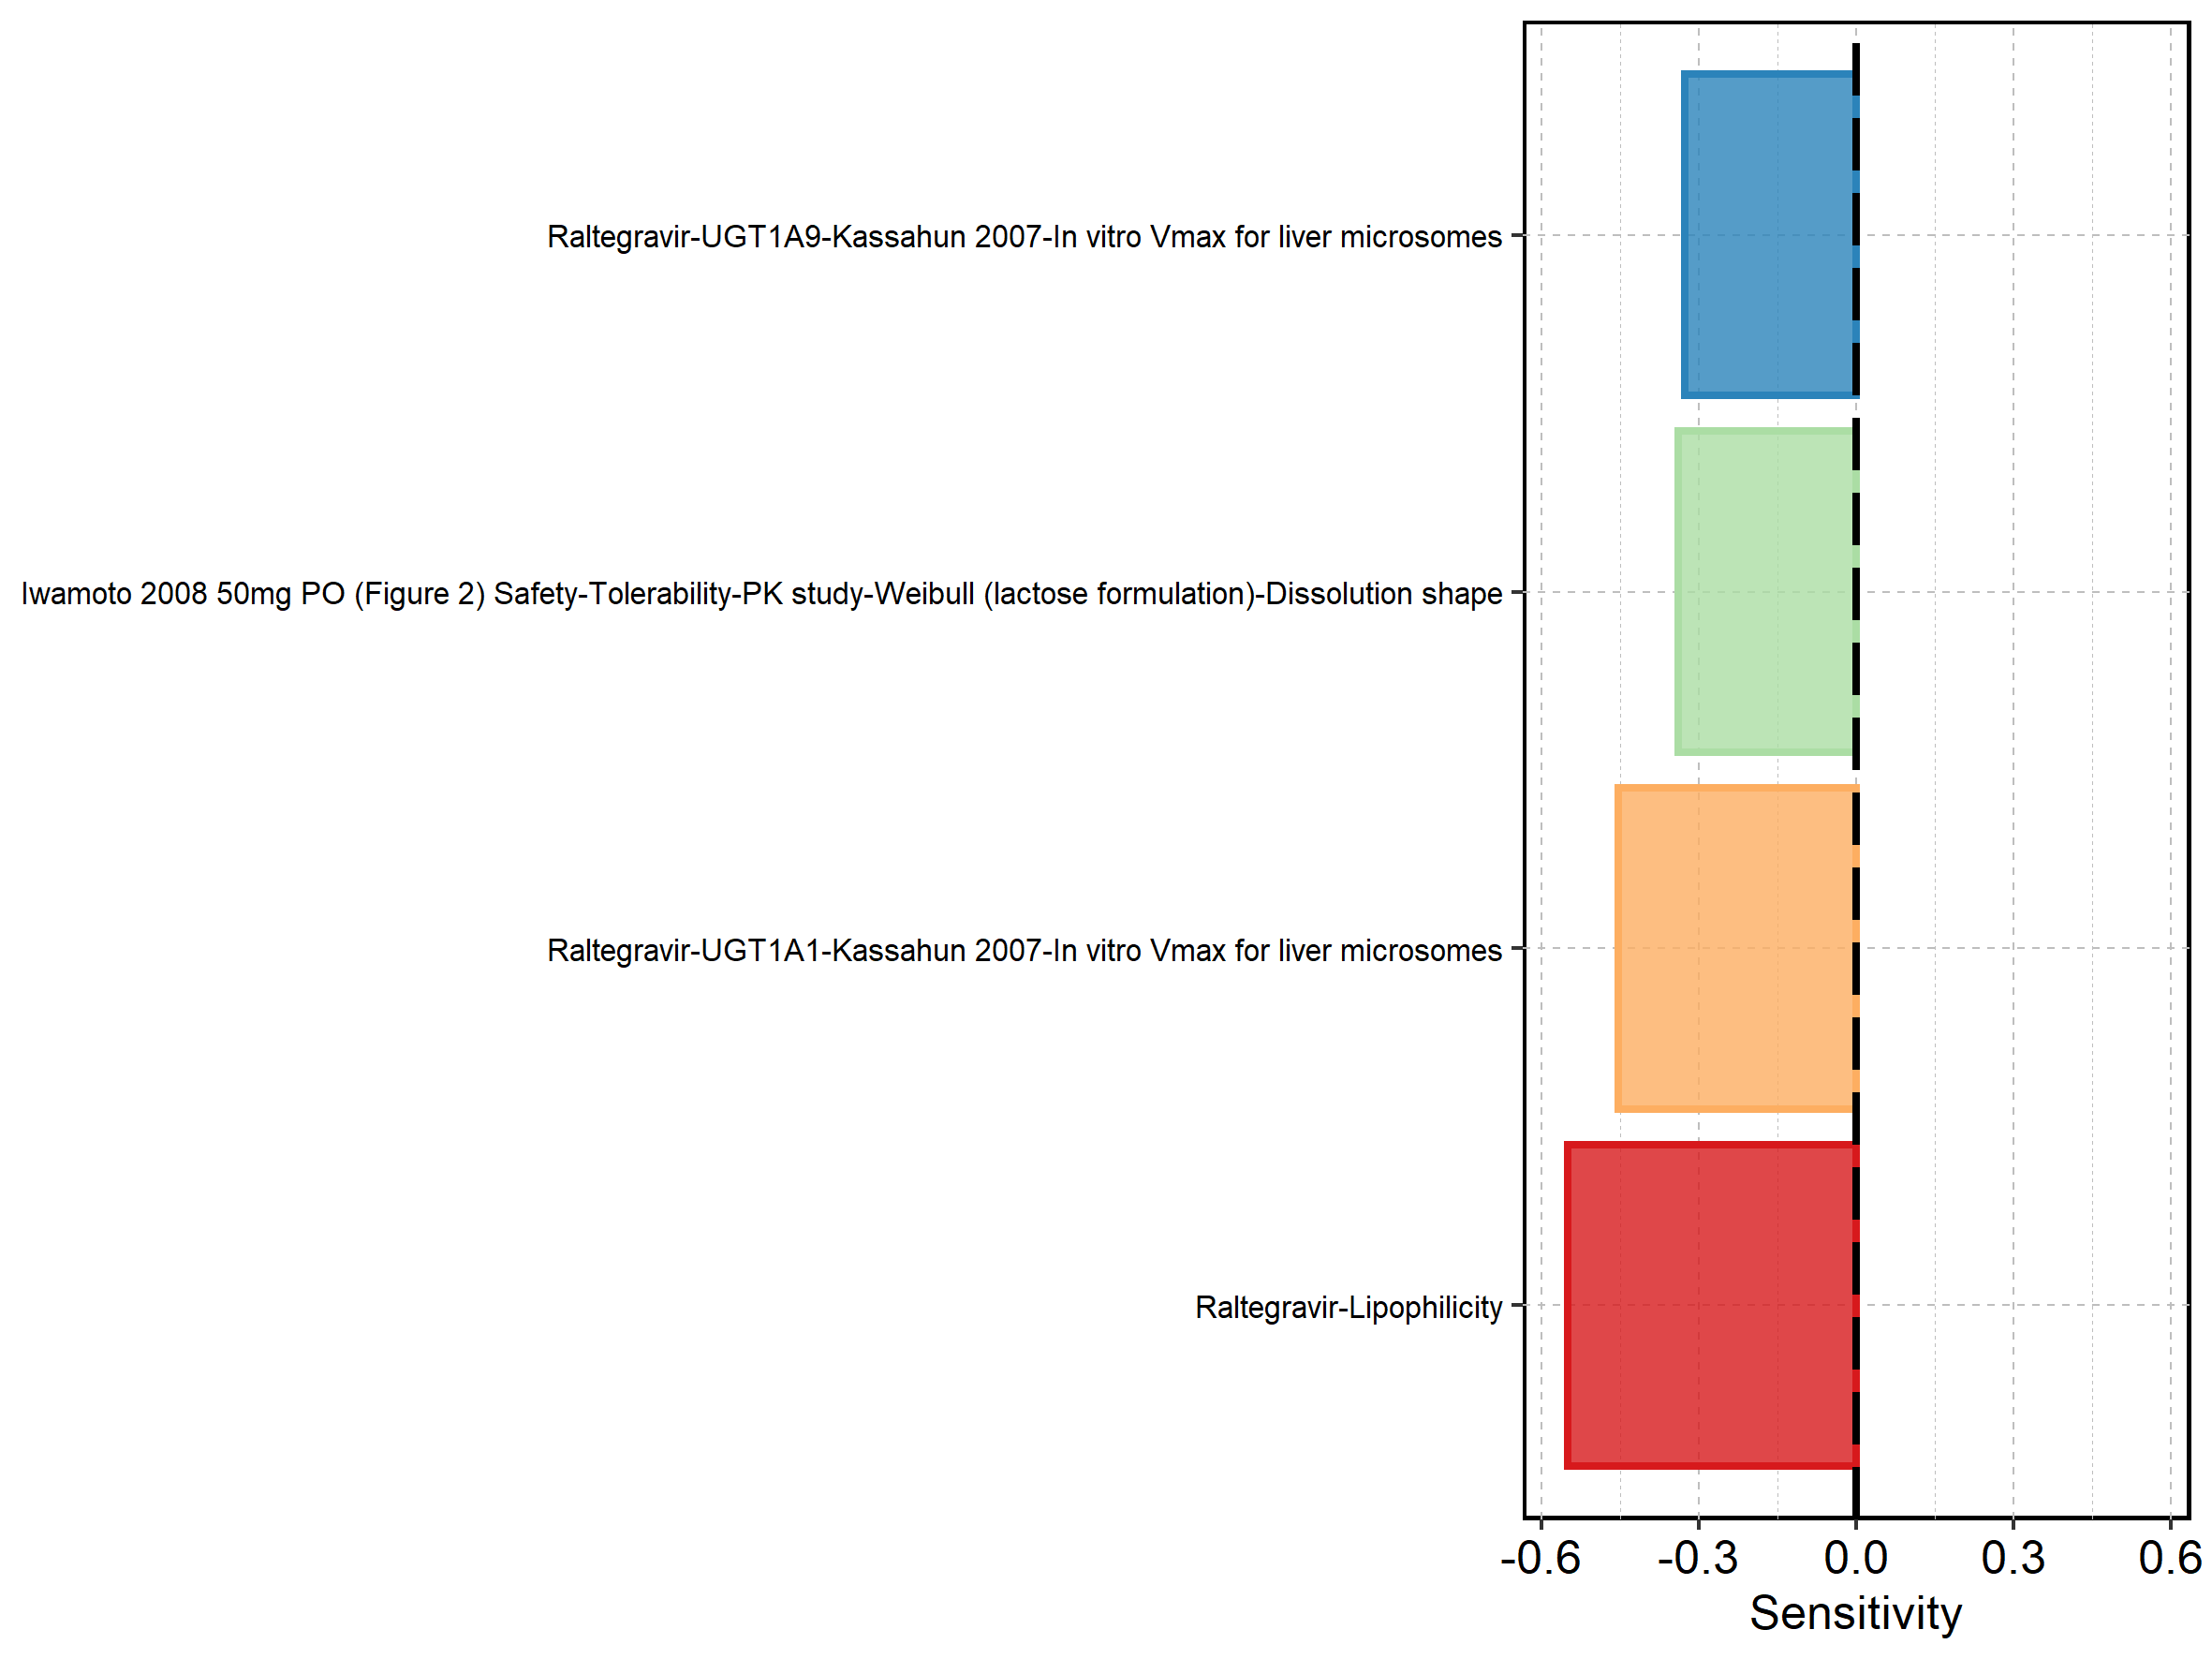 Raltegravir-UGT1A9-Kassahun 2007-In vitro Vmax for liver microsomes
Iwamoto 2008 50mg PO (Figure 2) Safety-Tolerability-PK study-Weibull (lactose formulation)-Dissolution shape
Raltegravir-UGT1A1-Kassahun 2007-In vitro Vmax for liver microsomes
Raltegravir-Lipophilicity
-0.6 -0.3 0.0 0.3 0.6
Sensitivity